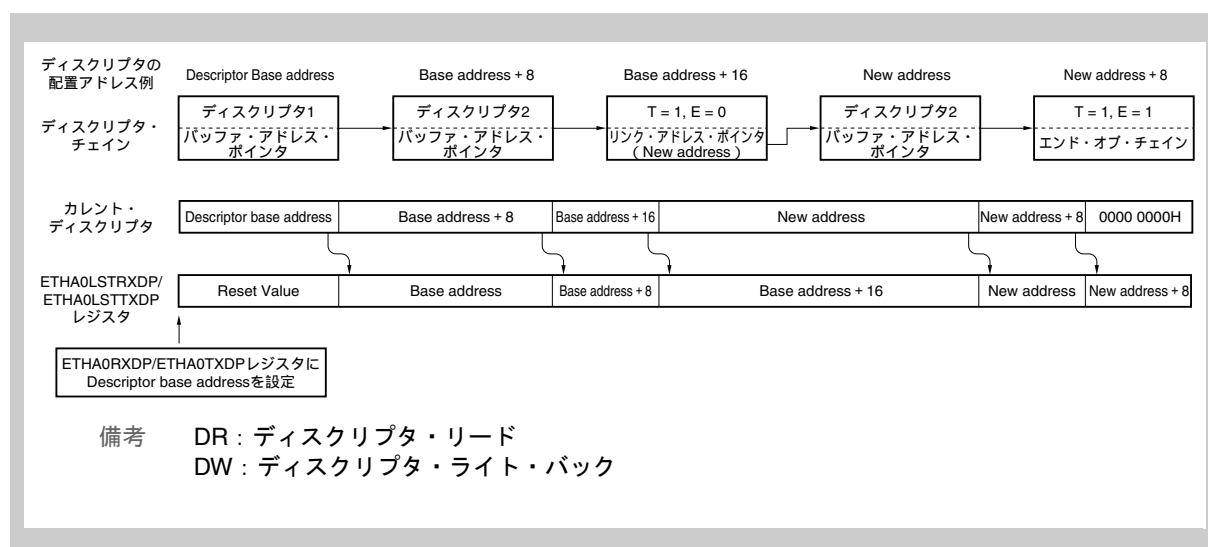 ディスクリプタの
配置アドレス例
Descriptor Base address
Base address + 8
Base address + 16
New address
New address + 8
ディスクリプタ・
チェイン
ディスクリプタ1
バッファ・アドレス・
ポインタ
ディスクリプタ2
バッファ・アドレス・
ポインタ
T = 1, E = 0
リンク・アドレス・ポインタ
( New address )
ディスクリプタ2
バッファ・アドレス・
ポインタ
T = 1, E = 1
エンド・オブ・チェイン
カレント・
ディスクリプタ
Descriptor base address
Base address + 8
Base address + 16
New address
New address + 8
0000 0000H
ETHA0LSTRXDP/
ETHA0LSTTXDP
レジスタ
Reset Value
Base address
Base address + 8
Base address + 16
New address
New address + 8
ETHA0RXDP/ETHA0TXDPレジスタに
Descriptor base addressを設定
備考 DR：ディスクリプタ・リード
DW：ディスクリプタ・ライト・バック